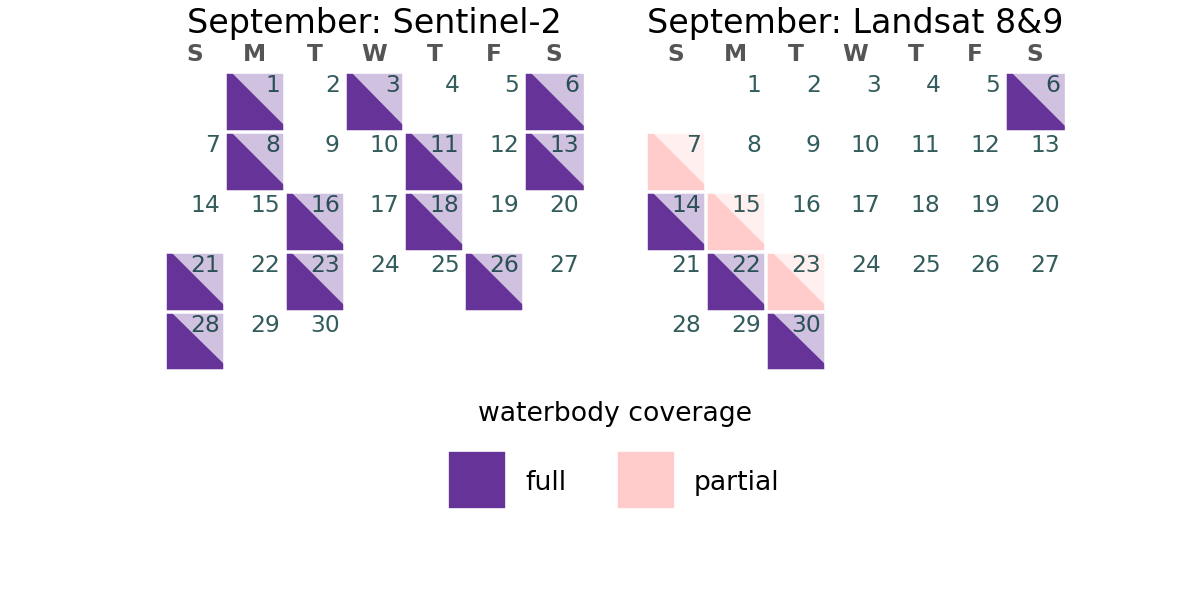 September: Sentinel-2
S M T W T F S
1 2 3 4 5 6
7 8 9 10 11 12 13
14 15 16 17 18 19 20
21 22 23 24 25 26 27
28 29 30
September: Landsat 8&9
S M T W T F S
1 2 3 4 5 6
7 8 9 10 11 12 13
14 15 16 17 18 19 20
21 22 23 24 25 26 27
28 29 30
waterbody coverage
full partial